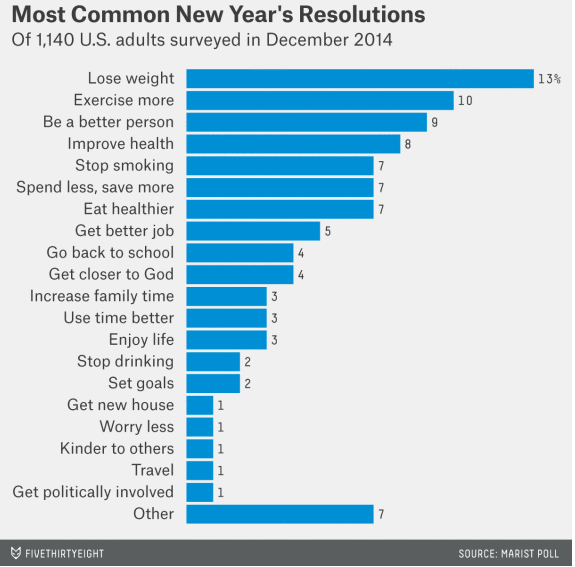 Most Common New Year's Resolutions
Of 1,140 U.S. adults surveyed in December 2014
Lose weight 13%
Exercise more 10
Be a better person 9
Improve health 8
Stop smoking 7
Spend less, save more 7
Eat healthier 7
Get better job 5
Go back to school 4
Get closer to God 4
Increase family time 3
Use time better 3
Enjoy life 3
Stop drinking 2
Set goals 2
Get new house 1
Worry less 1
Kinder to others 1
Travel 1
Get politically involved 1
Other 7
FIVETHIRTYEIGHT SOURCE: MARIST POLL